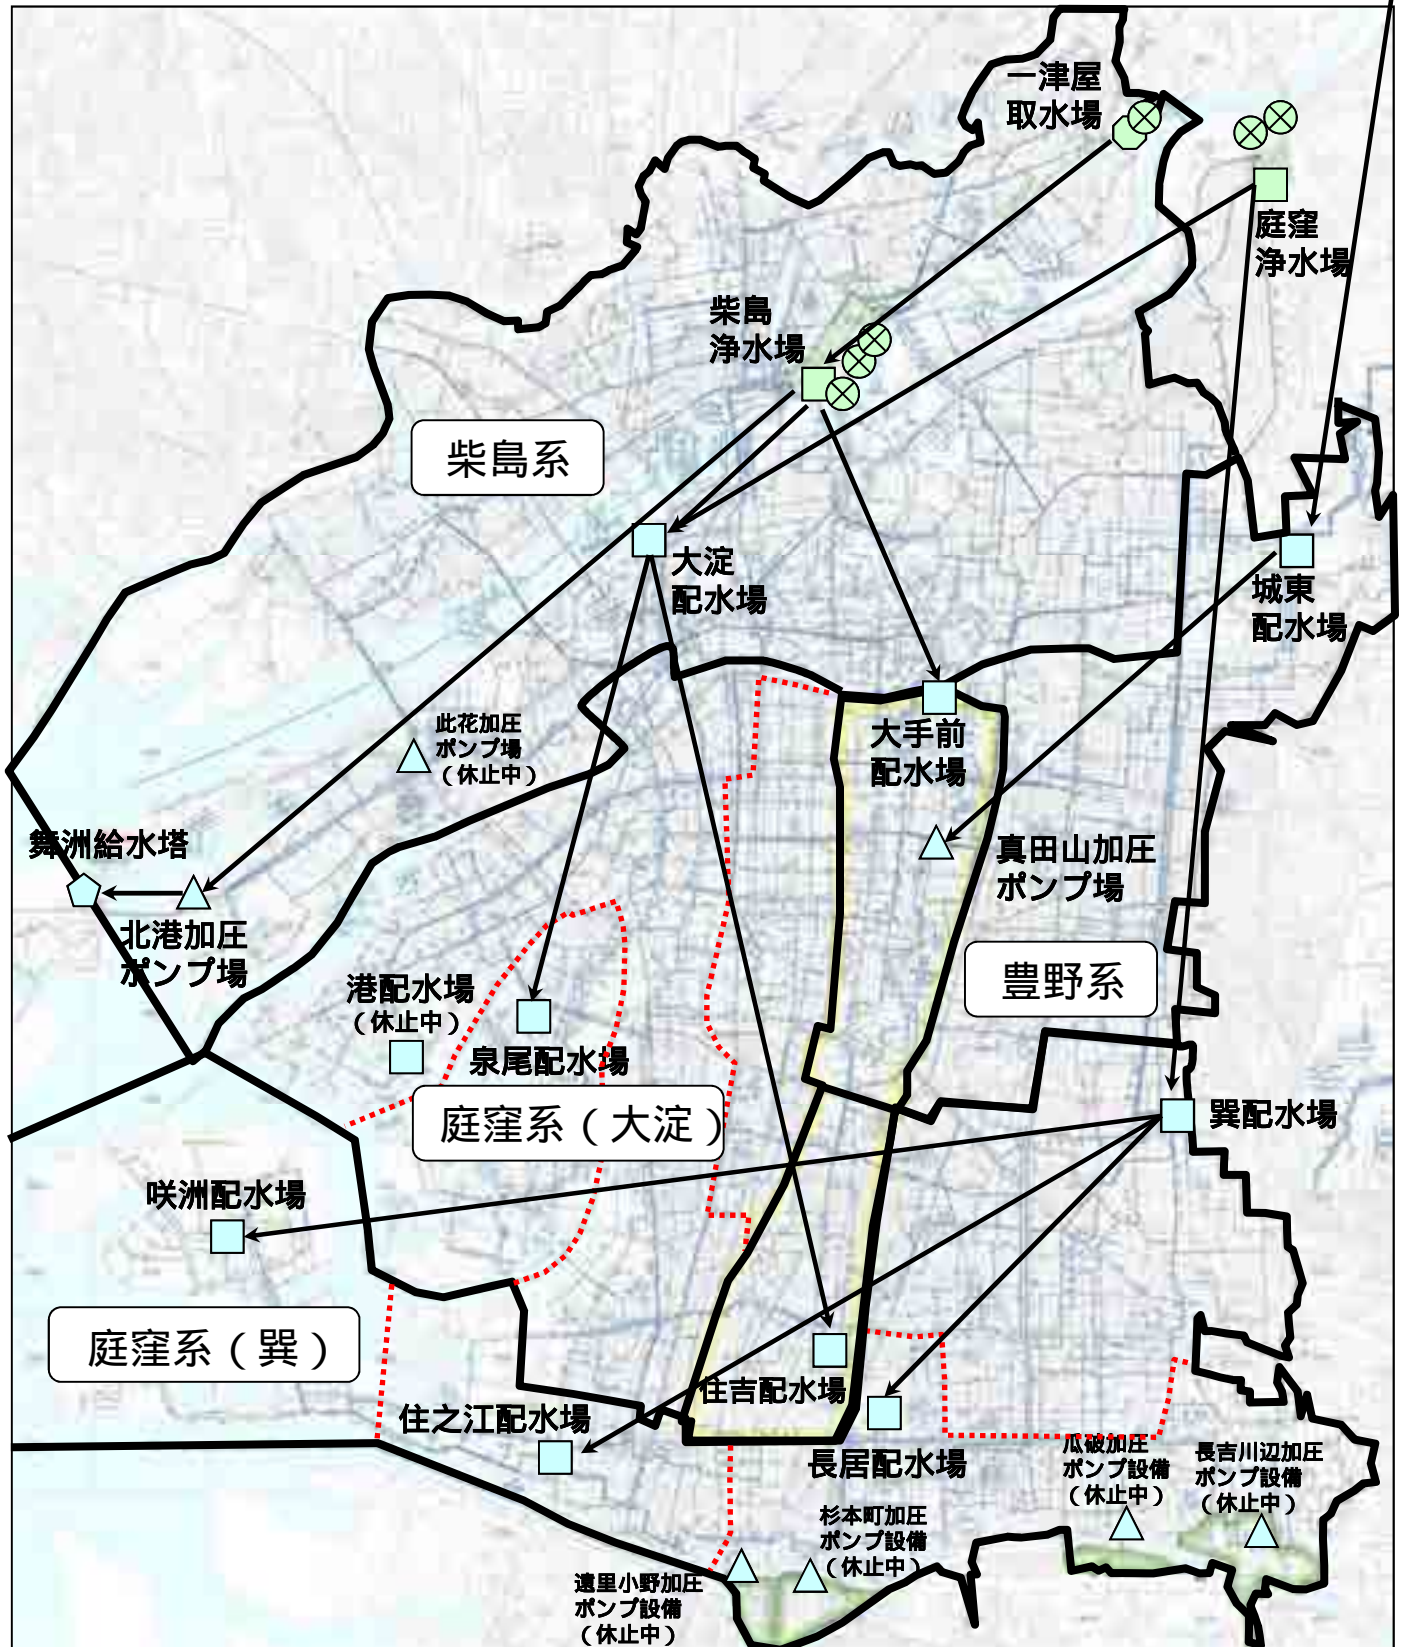 一津屋
取水場
庭窪
浄水場
柴島
浄水場
柴島系
大淀
配水場
城東
配水場
此花加圧
ポンプ場
（休止中）
大手前
配水場
舞洲給水塔
真田山加圧
ポンプ場
北港加圧
ポンプ場
豊野系
港配水場
（休止中）
泉尾配水場
庭窪系（大淀）
巽配水場
咲洲配水場
庭窪系（巽）
住吉配水場
住之江配水場
長居配水場
瓜破加圧
ポンプ設備
（休止中）
長吉川辺加圧
ポンプ設備
（休止中）
杉本町加圧
ポンプ設備
（休止中）
遠里小野加圧
ポンプ設備
（休止中）